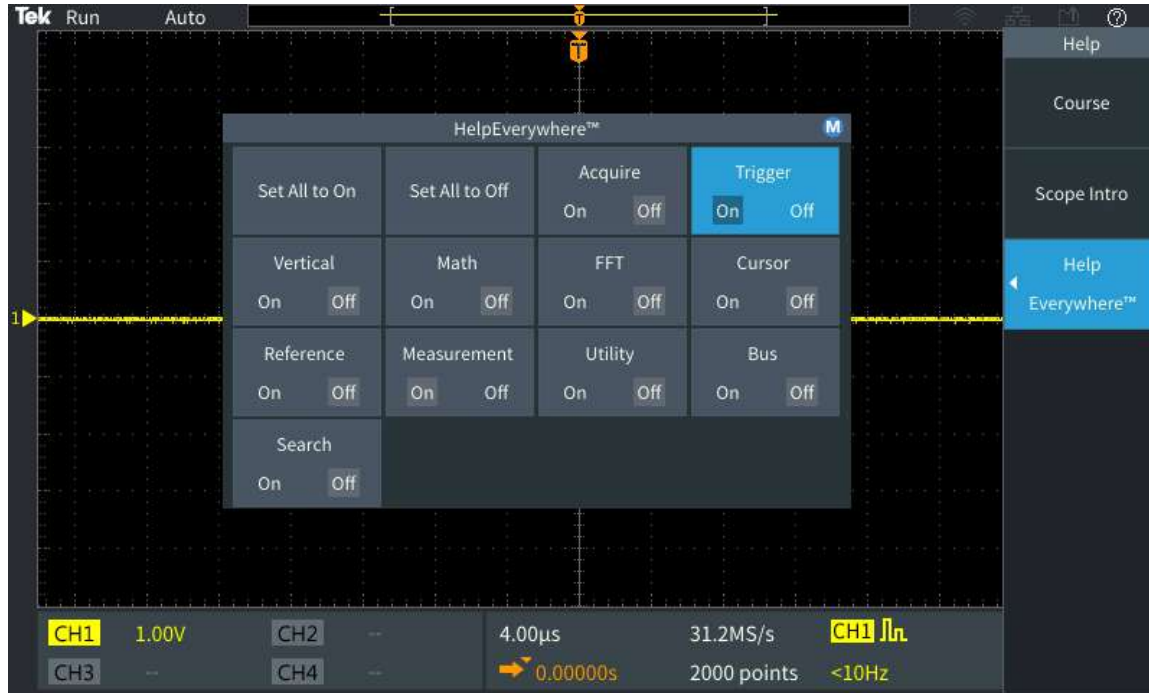 Tek Run Auto
T
T
Help
Course
Scope Intro
Help
Everywhere™
HelpEverywhere™ M
Set All to On
Set All to Off
Acquire
On Off
Trigger
On Off
Vertical
On Off
Math
On Off
FFT
On Off
Cursor
On Off
Reference
On Off
Measurement
On Off
Utility
On Off
Bus
On Off
Search
On Off
1
CH1 1.00V CH2 -- 4.00µs 31.2MS/s CH1
CH3 -- CH4 -- 0.00000s 2000 points <10Hz